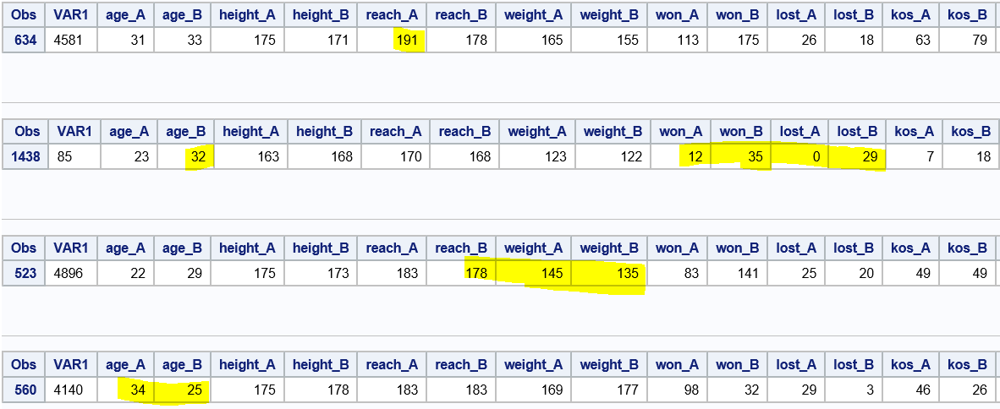 Obs VAR1 age_A age_B height_A height_B reach_A reach_B weight_A weight_B won_A won_B lost_A lost_B kos_A kos_B
634 4581 31 33 175 171 191 178 165 155 113 175 26 18 63 79
Obs VAR1 age_A age_B height_A height_B reach_A reach_B weight_A weight_B won_A won_B lost_A lost_B kos_A kos_B
1438 85 23 32 163 168 170 168 123 122 12 35 0 29 7 18
Obs VAR1 age_A age_B height_A height_B reach_A reach_B weight_A weight_B won_A won_B lost_A lost_B kos_A kos_B
523 4896 22 29 175 173 183 178 145 135 83 141 25 20 49 49
Obs VAR1 age_A age_B height_A height_B reach_A reach_B weight_A weight_B won_A won_B lost_A lost_B kos_A kos_B
560 4140 34 25 175 178 183 183 169 177 98 32 29 3 46 26